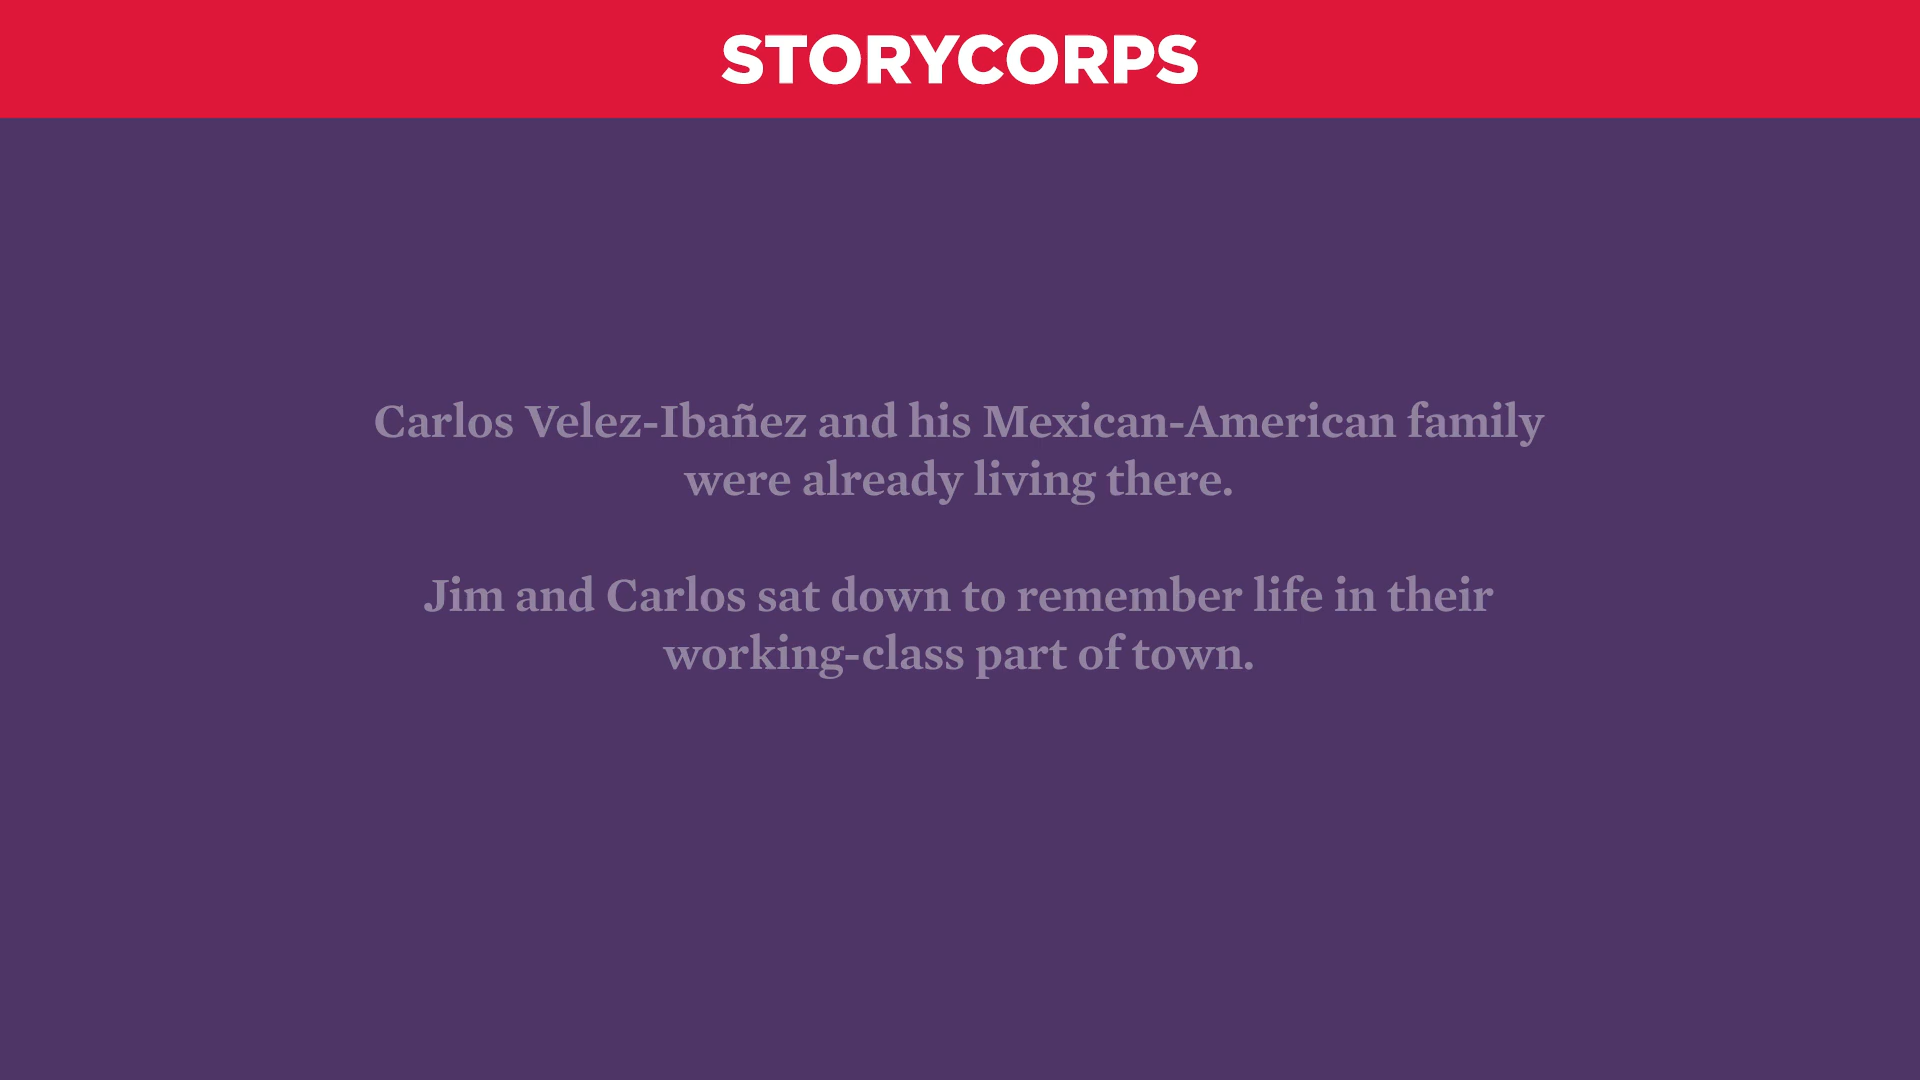 STORYCORPS
Carlos Velez-Ibañez and his Mexican-American family
were already living there.
Jim and Carlos sat down to remember life in their
working-class part of town.